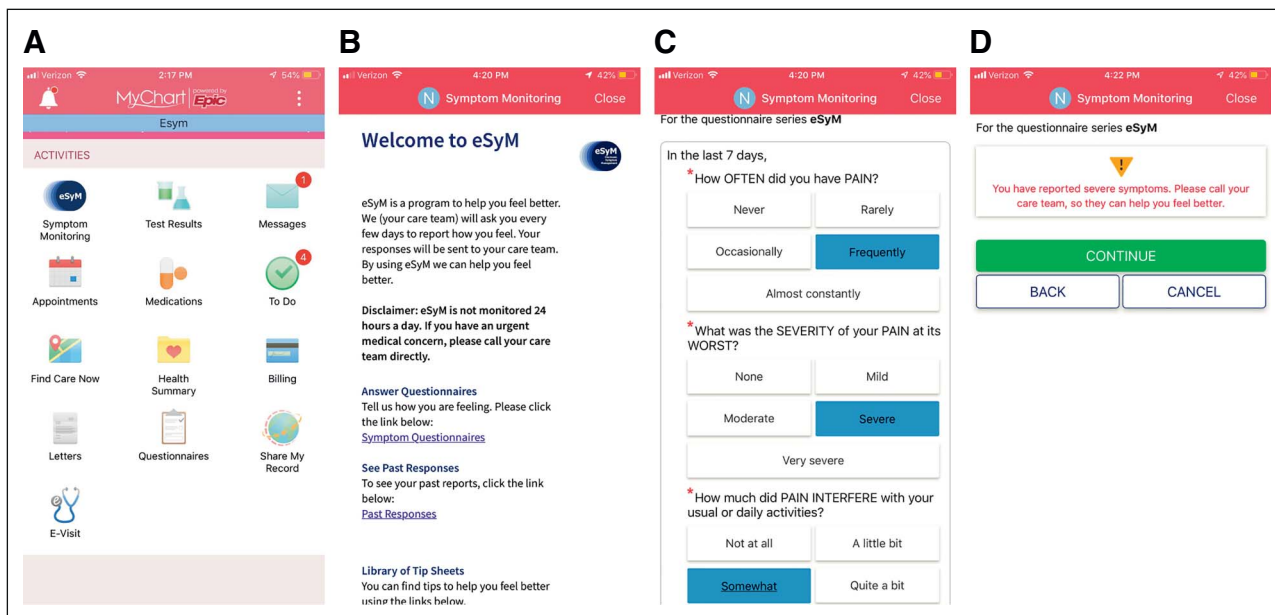 A
Verizon
2:17 PM
54%
MyChart powered by Epic
Esym
ACTIVITIES
eSyM
1
Symptom
Monitoring
Test Results
Messages
4
Appointments
Medications
To Do
Find Care Now
Health
Summary
Billing
Letters
Questionnaires
Share My
Record
E-Visit
B
Verizon
4:20 PM
42%
N Symptom Monitoring Close
Welcome to eSyM
eSyM
eSyM is a program to help you feel better.
We (your care team) will ask you every
few days to report how you feel. Your
responses will be sent to your care team.
By using eSyM we can help you feel
better.
Disclaimer: eSyM is not monitored 24
hours a day. If you have an urgent
medical concern, please call your care
team directly.
Answer Questionnaires
Tell us how you are feeling. Please click
the link below:
Symptom Questionnaires
See Past Responses
To see your past reports, click the link
below:
Past Responses
Library of Tip Sheets
You can find tips to help you feel better
using the links below.
C
Verizon
4:20 PM
42%
N Symptom Monitoring Close
For the questionnaire series eSyM
In the last 7 days,
*How OFTEN did you have PAIN?
Never Rarely
Occasionally Frequently
Almost constantly
*What was the SEVERITY of your PAIN at its
WORST?
None Mild
Moderate Severe
Very severe
*How much did PAIN INTERFERE with your
usual or daily activities?
Not at all A little bit
Somewhat Quite a bit
D
Verizon
4:22 PM
42%
N Symptom Monitoring Close
For the questionnaire series eSyM
!
You have reported severe symptoms. Please call your
care team, so they can help you feel better.
CONTINUE
BACK CANCEL